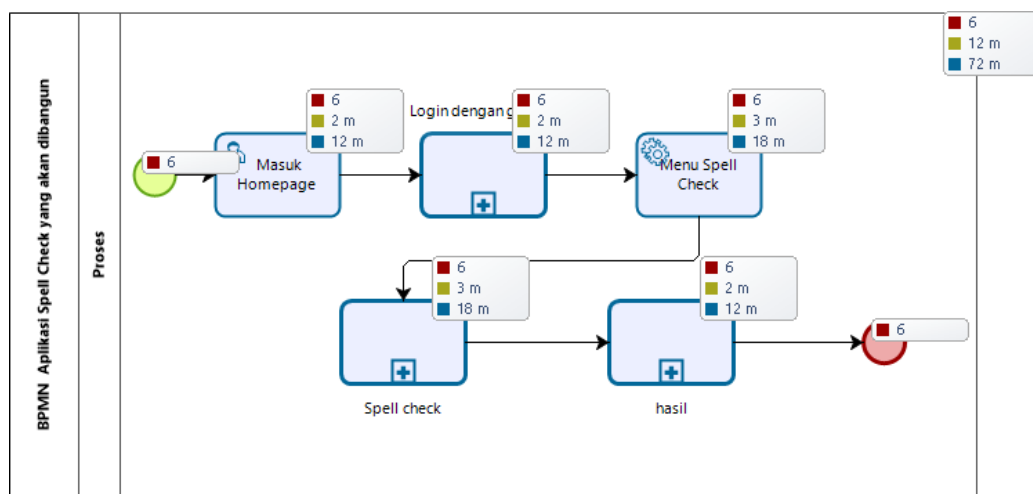 BPMN Aplikasi Spell Check yang akan dibangun
Proses
6
12 m
72 m
6
Masuk
Homepage
6
2 m
12 m
Login dengan
6
2 m
12 m
Menu Spell
Check
6
3 m
18 m
Spell check
6
3 m
18 m
hasil
6
2 m
12 m
6